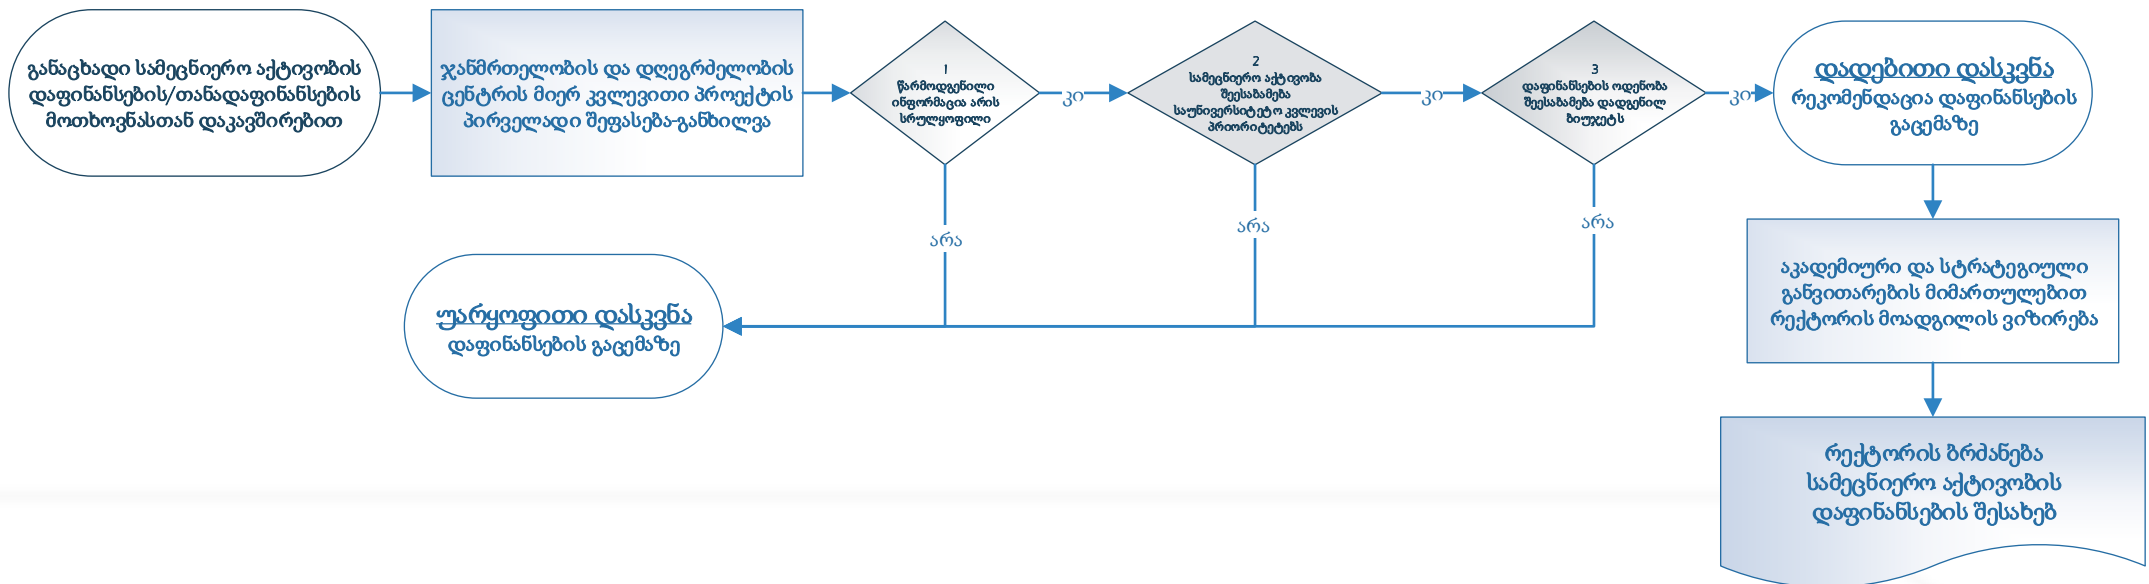 განაცხადი სამეცნიერო აქტივობის
დაფინანსების/თანადაფინანსების
მოთხოვნასთან დაკავშირებით
ჯანმრთელობის და დღეგრძელობის
ცენტრის მიერ კვლევითი პროექტის
პირველადი შეფასება-განხილვა
1
წარმოდგენილი
ინფორმაცია არის
სრულყოფილი
კი
2
სამეცნიერო აქტივობა
შეესაბამება
საუნივერსიტეტო კვლევის
პრიორიტეტებს
კი
3
დაფინანსების ოდენობა
შეესაბამება დადგენილ
ბიუჯეტს
კი
დადებითი დასკვნა
რეკომენდაცია დაფინანსების
გაცემაზე
არა
არა
არა
უარყოფითი დასკვნა
დაფინანსების გაცემაზე
აკადემიური და სტრატეგიული
განვითარების მიმართულებით
რექტორის მოადგილის ვიზირება
რექტორის ბრძანება
სამეცნიერო აქტივობის
დაფინანსების შესახებ